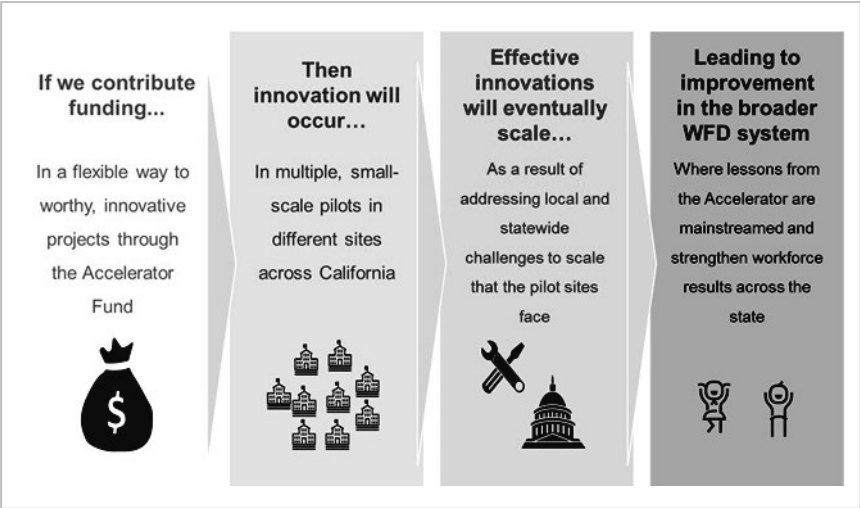 If we contribute
funding...
In a flexible way to
worthy, innovative
projects through
the Accelerator
Fund
$
Then
innovation will
occur…
In multiple, small-
scale pilots in
different sites
across California
Effective
innovations
will eventually
scale…
As a result of
addressing local and
statewide
challenges to scale
that the pilot sites
face
Leading to
improvement
in the broader
WFD system
Where lessons from
the Accelerator are
mainstreamed and
strengthen workforce
results across the
state